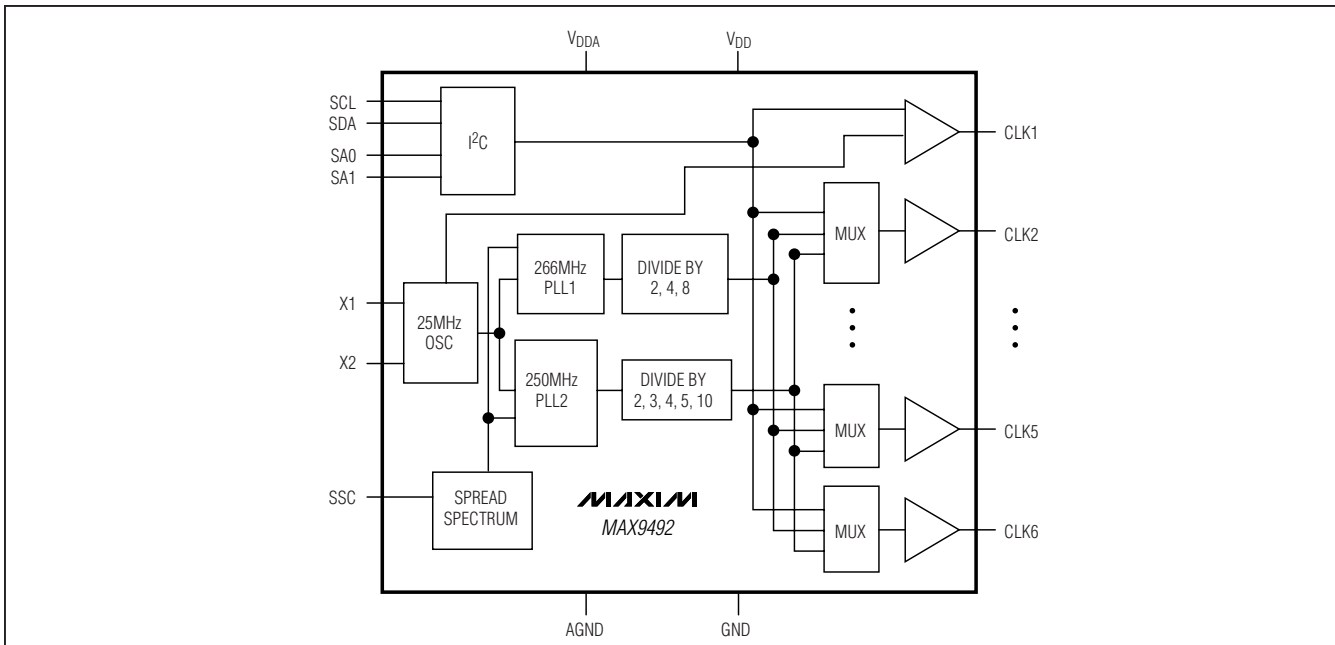 VDDA
VDD
SCL
SDA
SA0
SA1
I2C
CLK1
MUX
CLK2
266MHz
PLL1
DIVIDE BY
2, 4, 8
X1
X2
25MHz
OSC
250MHz
PLL2
DIVIDE BY
2, 3, 4, 5, 10
MUX
CLK5
SSC
SPREAD
SPECTRUM
MAXIM
MAX9492
MUX
CLK6
AGND
GND